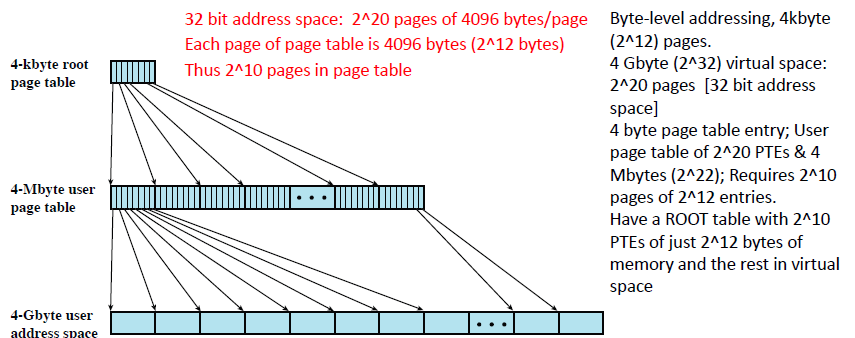 32 bit address space: 2^20 pages of 4096 bytes/page
Each page of page table is 4096 bytes (2^12 bytes)
Thus 2^10 pages in page table
4-kbyte root
page table
4-Mbyte user
page table
4-Gbyte user
address space
Byte-level addressing, 4kbyte
(2^12) pages.
4 Gbyte (2^32) virtual space:
2^20 pages [32 bit address
space]
4 byte page table entry; User
page table of 2^20 PTEs & 4
Mbytes (2^22); Requires 2^10
pages of 2^12 entries.
Have a ROOT table with 2^10
PTEs of just 2^12 bytes of
memory and the rest in virtual
space